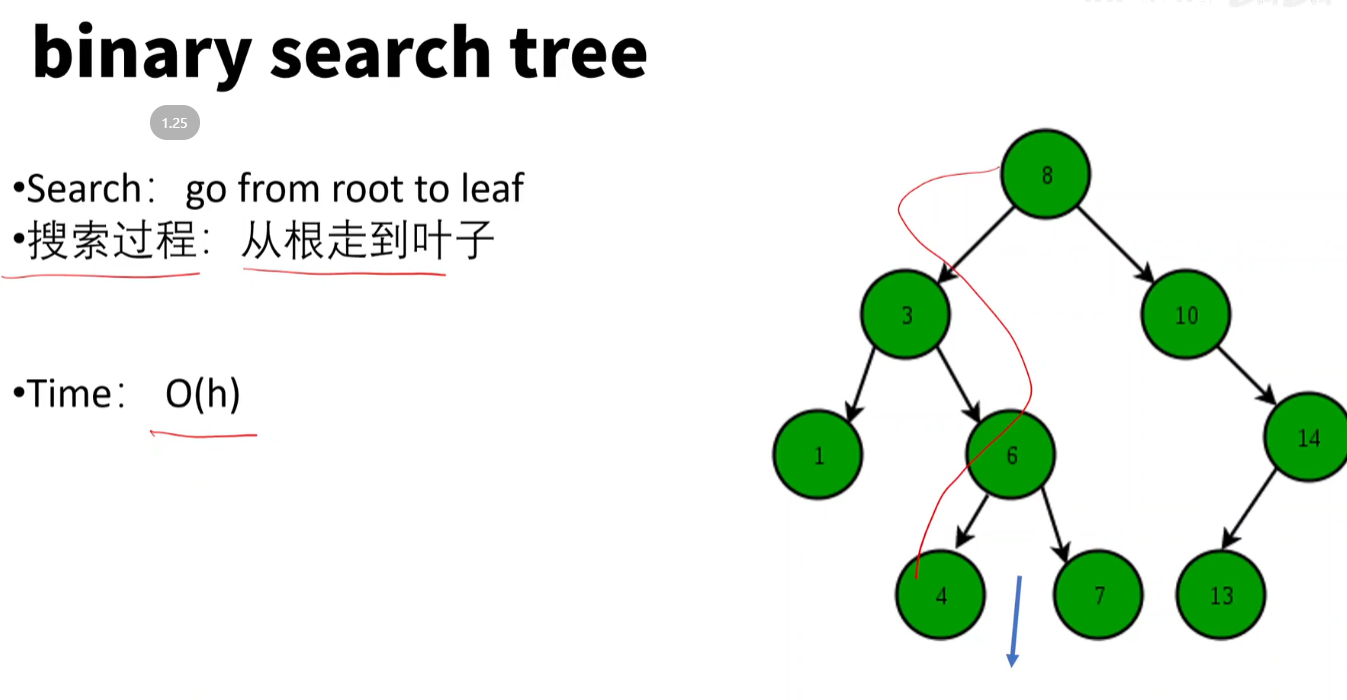 binary search tree
1.25
•Search： go from root to leaf
•搜索过程： 从根走到叶子
•Time： O(h)
8
3
10
1
6
14
4
7
13